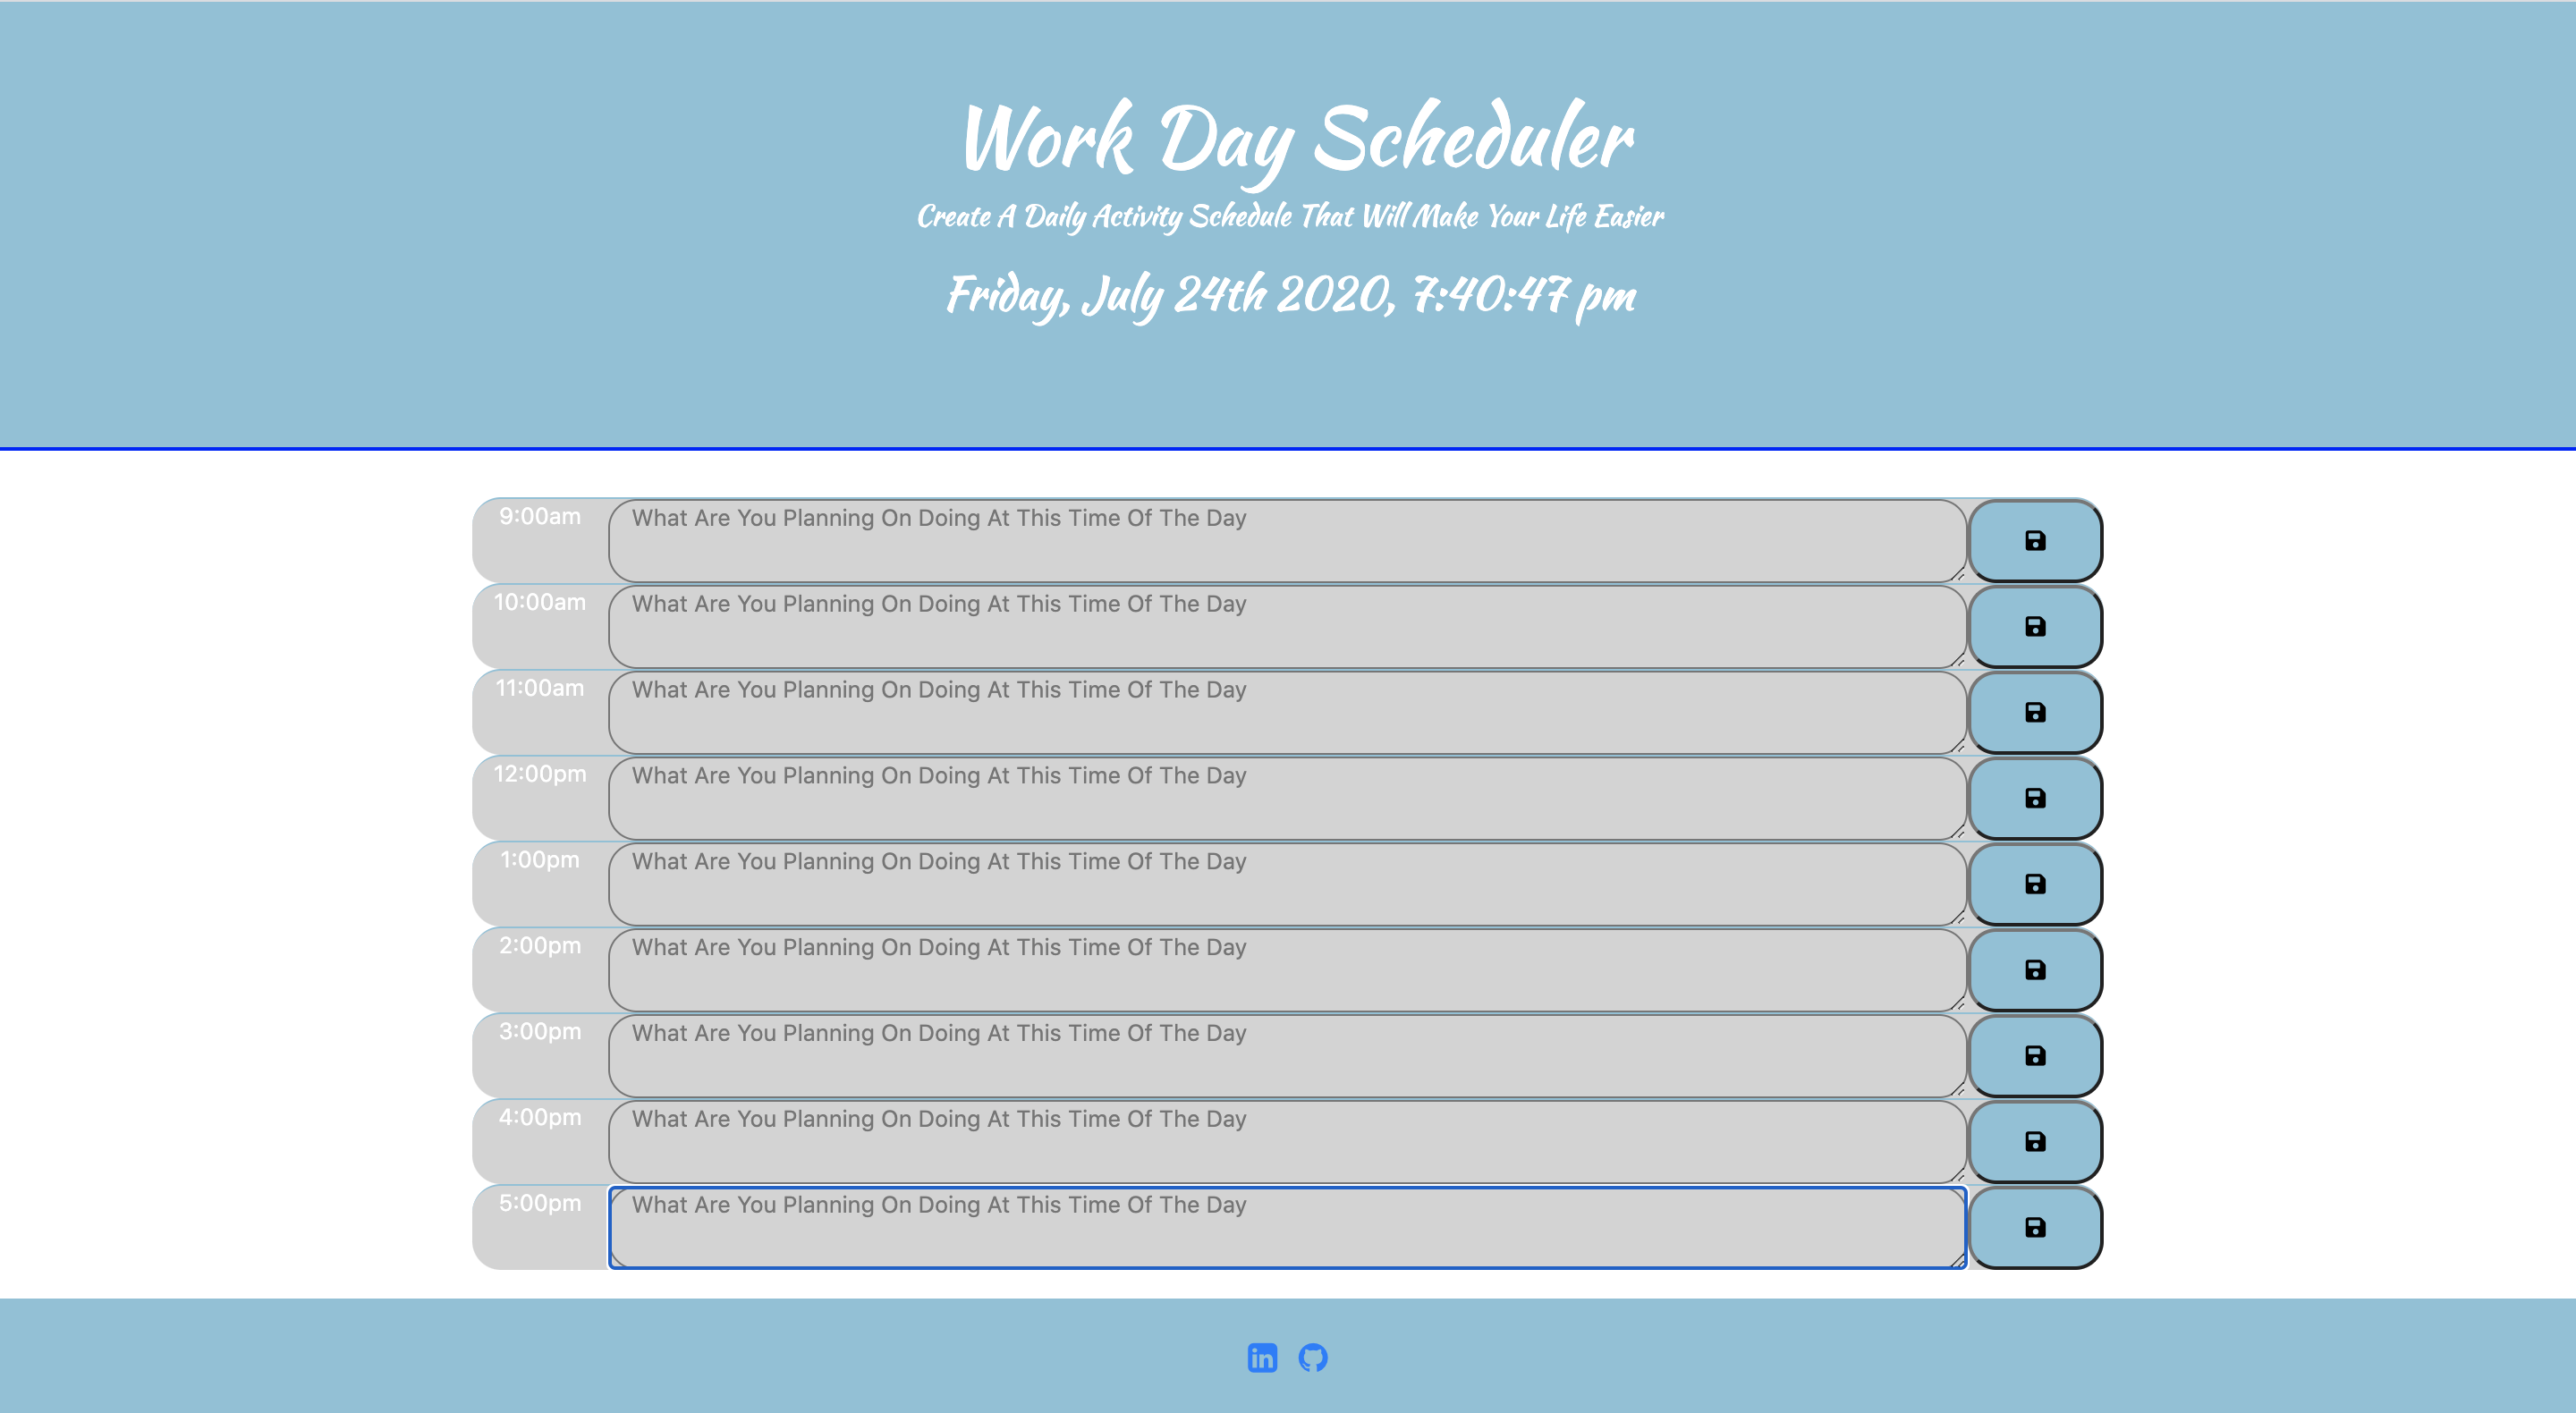 Work Day Scheduler
Create A Daily Activity Schedule That Will Make Your Life Easier
Friday, July 24th 2020, 7:40:47 pm
9:00am What Are You Planning On Doing At This Time Of The Day
10:00am What Are You Planning On Doing At This Time Of The Day
11:00am What Are You Planning On Doing At This Time Of The Day
12:00pm What Are You Planning On Doing At This Time Of The Day
1:00pm What Are You Planning On Doing At This Time Of The Day
2:00pm What Are You Planning On Doing At This Time Of The Day
3:00pm What Are You Planning On Doing At This Time Of The Day
4:00pm What Are You Planning On Doing At This Time Of The Day
5:00pm What Are You Planning On Doing At This Time Of The Day
in